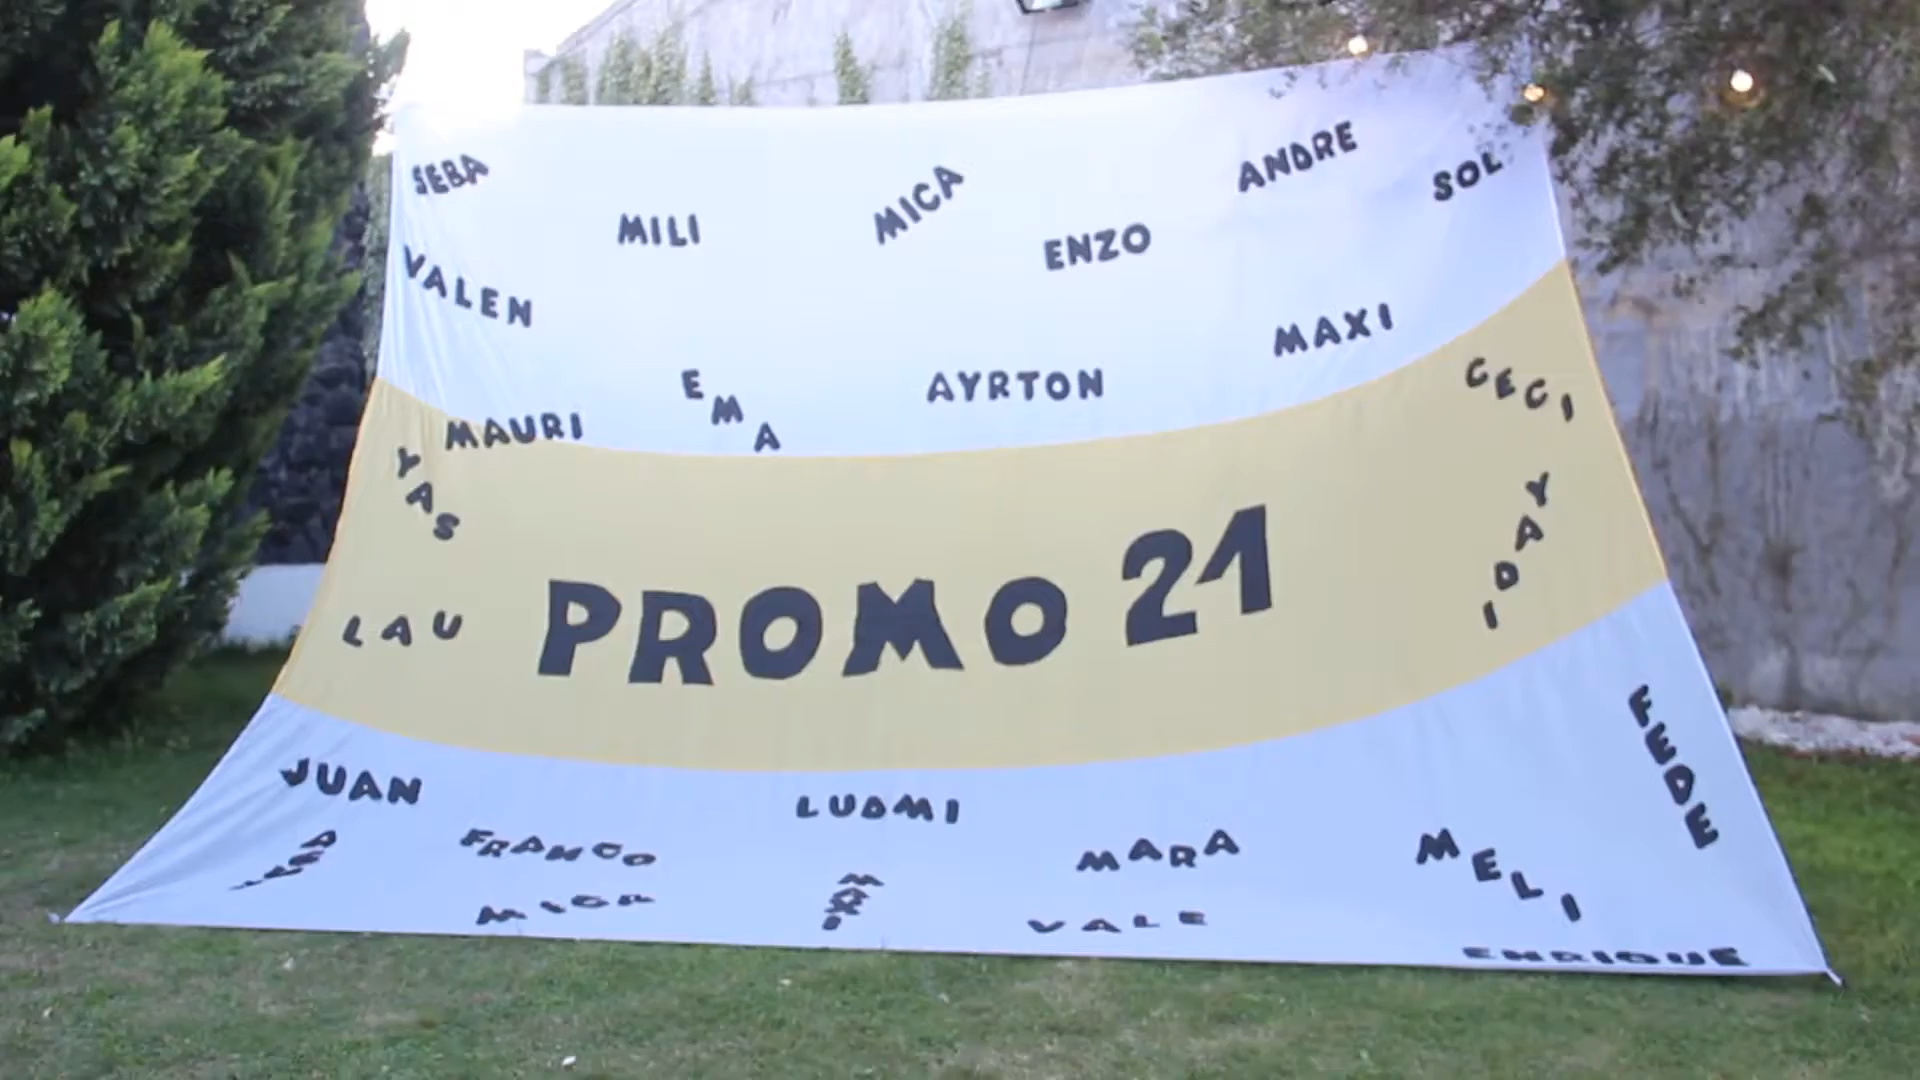 SEBA
MILI
MICA
ENZO
ANDRE
SOL
VALEN
MAXI
EMA
AYRTON
MAURI
CECI
YAS
YADI
LAU
PROMO 21
FEDE
JUAN
LUDMI
FRANCO
MARA
MELI
VALE
ENRIQUE